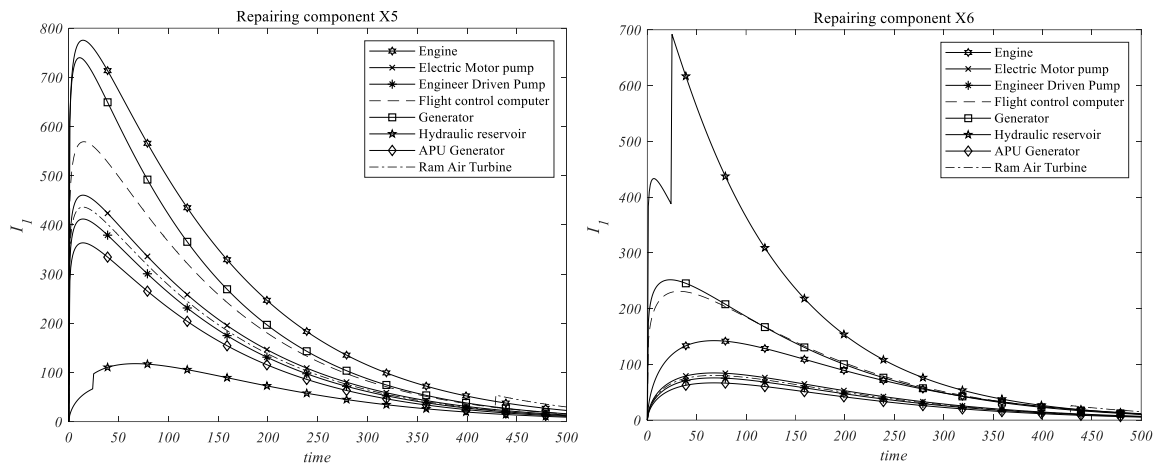 Repairing component X5
800
700
600
500
400
300
200
100
0
I1
0 50 100 150 200 250 300 350 400 450 500
time
Engine
Electric Motor pump
Engineer Driven Pump
Flight control computer
Generator
Hydraulic reservoir
APU Generator
Ram Air Turbine
Repairing component X6
700
600
500
400
300
200
100
0
I1
0 50 100 150 200 250 300 350 400 450 500
time
Engine
Electric Motor pump
Engineer Driven Pump
Flight control computer
Generator
Hydraulic reservoir
APU Generator
Ram Air Turbine